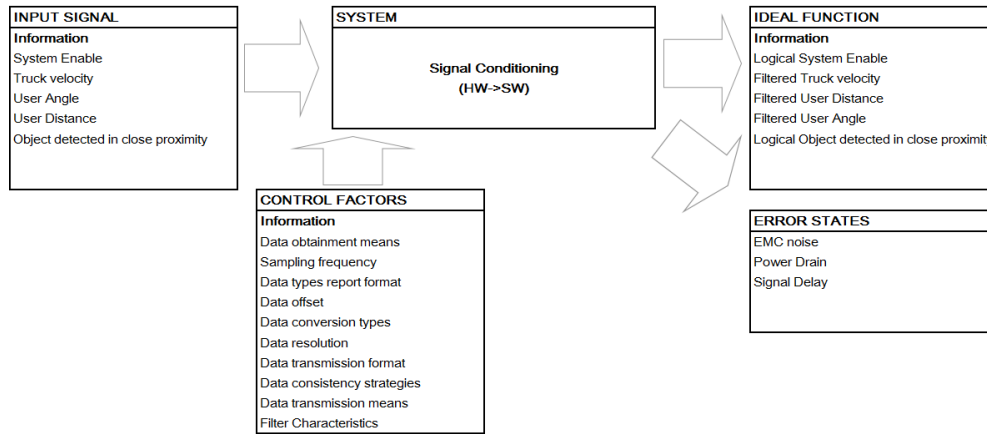 INPUT SIGNAL
Information
System Enable
Truck velocity
User Angle
User Distance
Object detected in close proximity
SYSTEM
Signal Conditioning
(HW->SW)
IDEAL FUNCTION
Information
Logical System Enable
Filtered Truck velocity
Filtered User Distance
Filtered User Angle
Logical Object detected in close proximity
CONTROL FACTORS
Information
Data obtainment means
Sampling frequency
Data types report format
Data offset
Data conversion types
Data resolution
Data transmission format
Data consistency strategies
Data transmission means
Filter Characteristics
ERROR STATES
EMC noise
Power Drain
Signal Delay